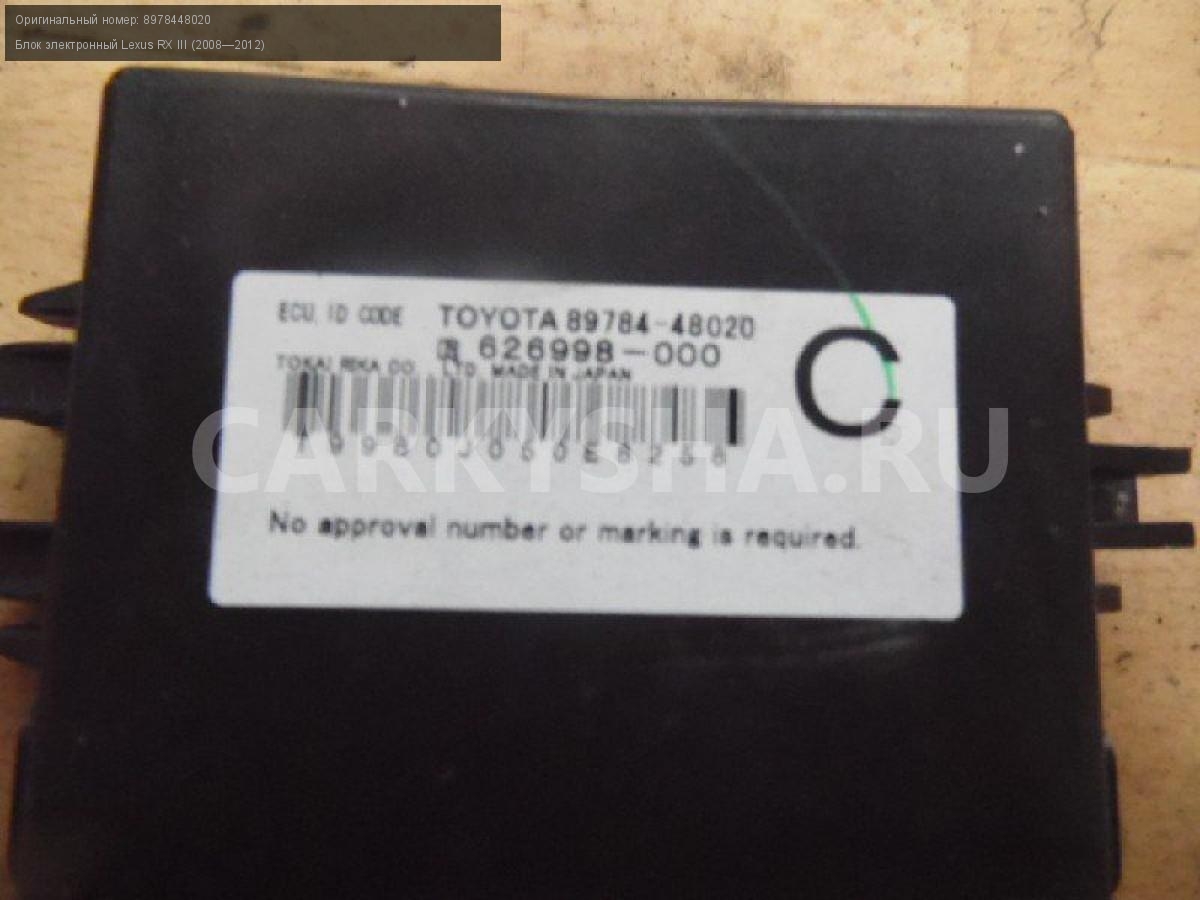 Оригинальный номер: 8978448020
Блок электронный Lexus RX III (2008—2012)
ECU, ID CODE TOYOTA 89784-48020
626998-000
TOKAI RIKA CO. LTD. MADE IN JAPAN
C
CARKYSHA.RU
No approval number or marking is required.